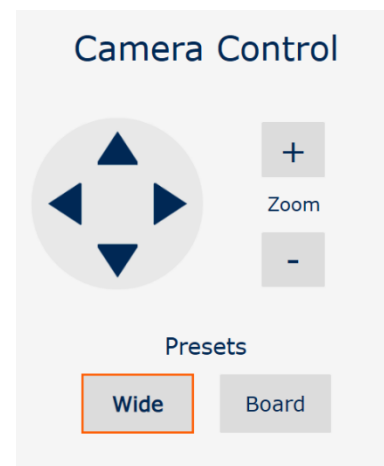 Camera Control
+
Zoom
-
Presets
Wide Board